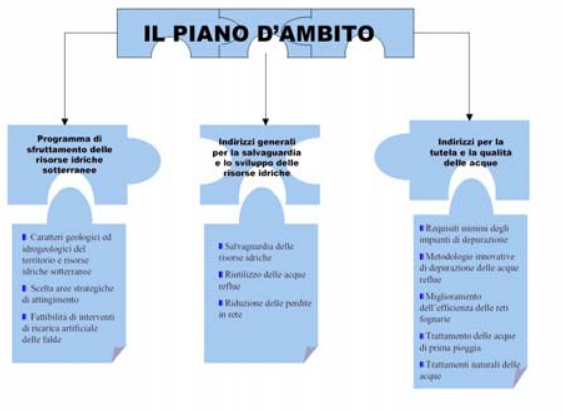 IL PIANO D'AMBITO
Programma di
sfruttamento delle
risorse idriche
sotterranee
Indirizzi generali
per la salvaguardia
e lo sviluppo delle
risorse idriche
Indirizzi per la
tutela e la qualità
delle acque
Caratteri geologici ed
idrogeologici del
territorio e risorse
idriche sotterranee
Scelta aree strategiche
di attingimento
Fattibilità di interventi
di ricarica artificiale
delle falde
Salvaguardia delle
risorse idriche
Riutilizzo delle acque
reflue
Riduzione delle perdite
in rete
Requisiti minimi degli
impianti di depurazione
Metodologie innovative
di depurazione delle acque
reflue
Miglioramento
dell'efficienza delle reti
fognarie
Trattamento delle acque
di prima pioggia
Trattamenti naturali delle
acque